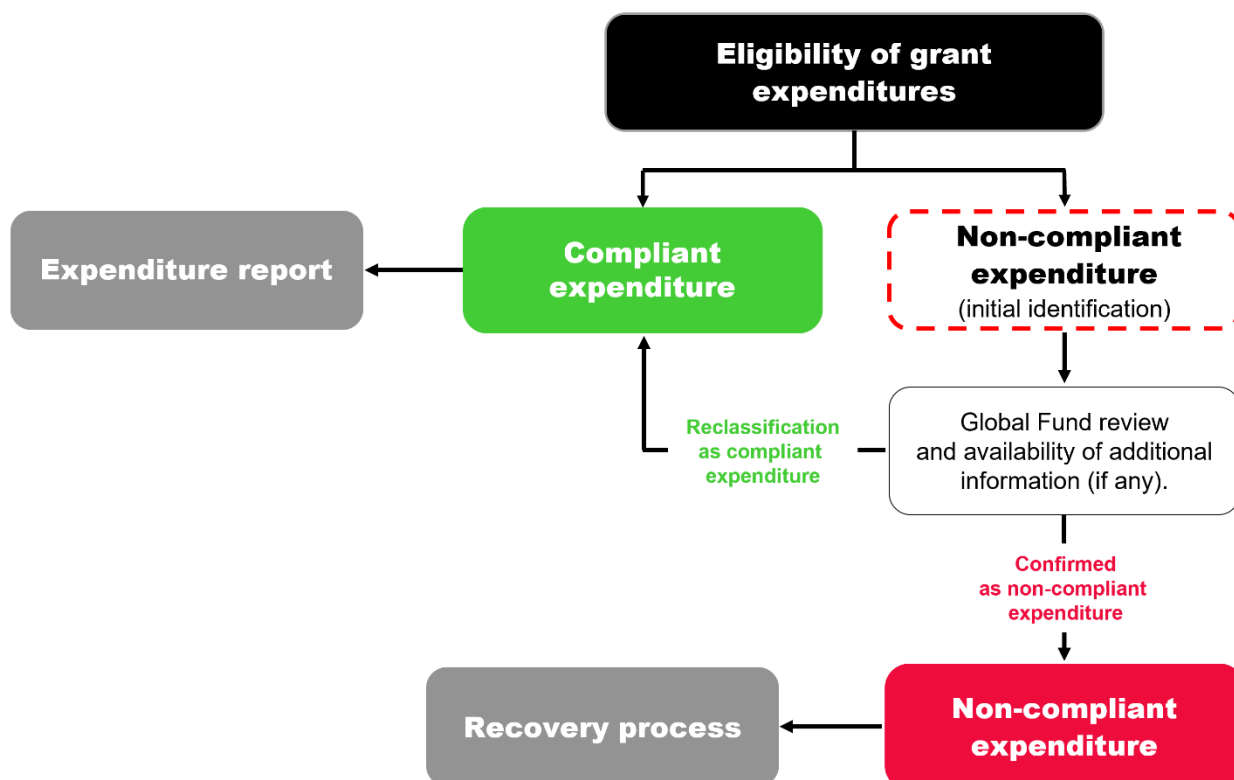 Eligibility of grant
expenditures
Expenditure report
Compliant
expenditure
Non-compliant
expenditure
(initial identification)
Reclassification
as compliant
expenditure
Global Fund review
and availability of additional
information (if any).
Confirmed
as non-compliant
expenditure
Recovery process
Non-compliant
expenditure